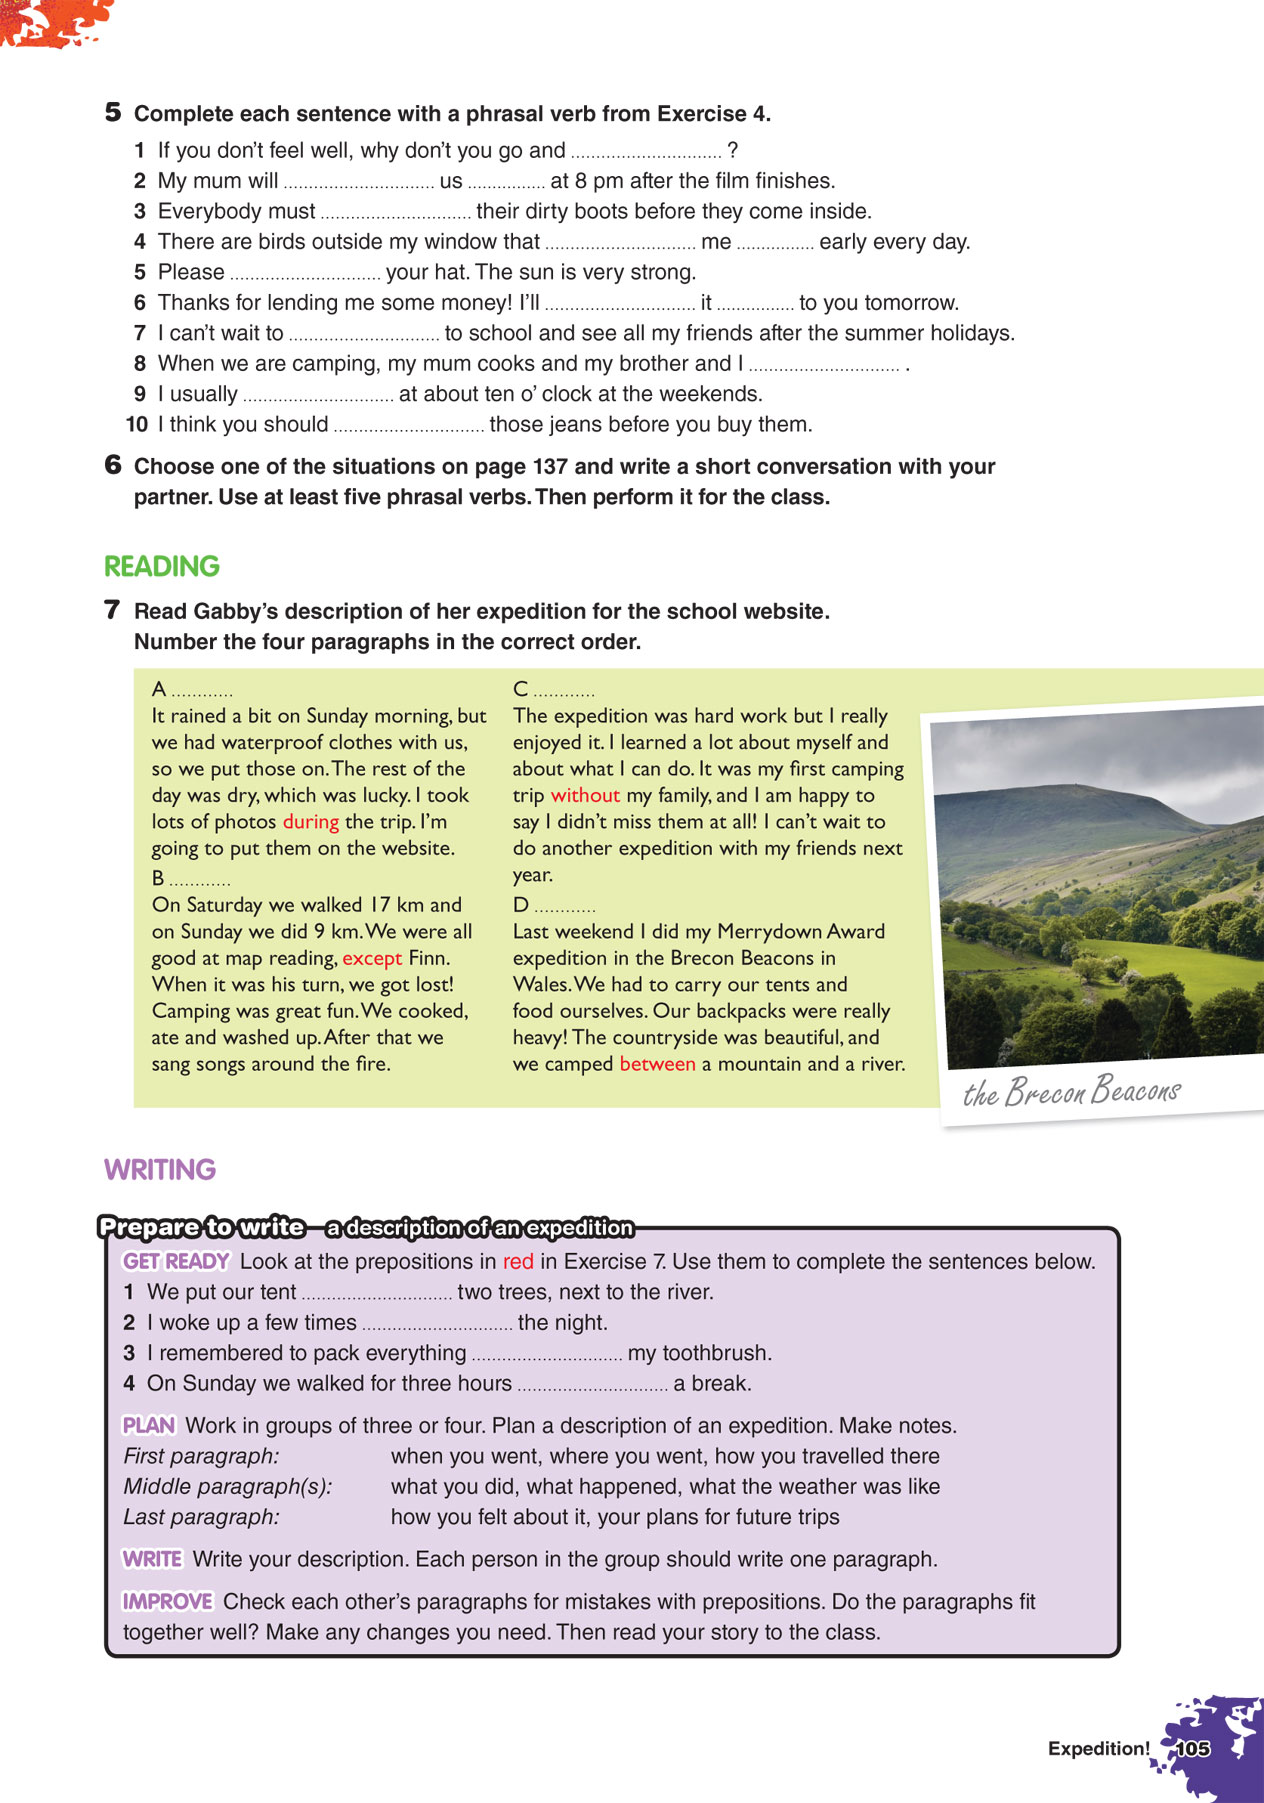 5 Complete each sentence with a phrasal verb from Exercise 4.
1 If you don't feel well, why don't you go and .............................. ?
2 My mum will .............................. us ................ at 8 pm after the film finishes.
3 Everybody must .............................. their dirty boots before they come inside.
4 There are birds outside my window that .............................. me ................ early every day.
5 Please .............................. your hat. The sun is very strong.
6 Thanks for lending me some money! I'll .............................. it ................ to you tomorrow.
7 I can't wait to .............................. to school and see all my friends after the summer holidays.
8 When we are camping, my mum cooks and my brother and I .............................. .
9 I usually .............................. at about ten o' clock at the weekends.
10 I think you should .............................. those jeans before you buy them.
6 Choose one of the situations on page 137 and write a short conversation with your
partner. Use at least five phrasal verbs. Then perform it for the class.
READING
7 Read Gabby's description of her expedition for the school website.
Number the four paragraphs in the correct order.
A ............
It rained a bit on Sunday morning, but
we had waterproof clothes with us,
so we put those on. The rest of the
day was dry, which was lucky. I took
lots of photos during the trip. I'm
going to put them on the website.
B ............
On Saturday we walked 17 km and
on Sunday we did 9 km. We were all
good at map reading, except Finn.
When it was his turn, we got lost!
Camping was great fun. We cooked,
ate and washed up. After that we
sang songs around the fire.
C ............
The expedition was hard work but I really
enjoyed it. I learned a lot about myself and
about what I can do. It was my first camping
trip without my family, and I am happy to
say I didn't miss them at all! I can't wait to
do another expedition with my friends next
year.
D ............
Last weekend I did my Merrydown Award
expedition in the Brecon Beacons in
Wales. We had to carry our tents and
food ourselves. Our backpacks were really
heavy! The countryside was beautiful, and
we camped between a mountain and a river.
the Brecon Beacons
WRITING
Prepare to write a description of an expedition
GET READY Look at the prepositions in red in Exercise 7. Use them to complete the sentences below.
1 We put our tent .............................. two trees, next to the river.
2 I woke up a few times .............................. the night.
3 I remembered to pack everything .............................. my toothbrush.
4 On Sunday we walked for three hours .............................. a break.
PLAN Work in groups of three or four. Plan a description of an expedition. Make notes.
First paragraph: when you went, where you went, how you travelled there
Middle paragraph(s): what you did, what happened, what the weather was like
Last paragraph: how you felt about it, your plans for future trips
WRITE Write your description. Each person in the group should write one paragraph.
IMPROVE Check each other's paragraphs for mistakes with prepositions. Do the paragraphs fit
together well? Make any changes you need. Then read your story to the class.
Expedition! 105